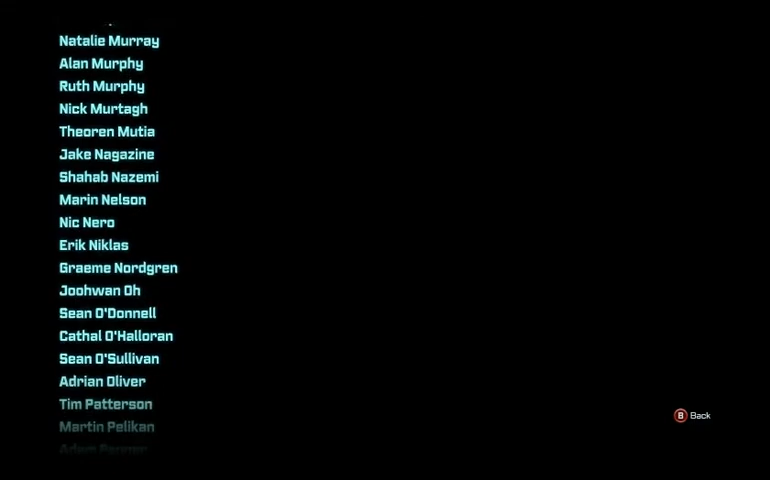 Natalie Murray
Alan Murphy
Ruth Murphy
Nick Murtagh
Theoren Mutia
Jake Nagazine
Shahab Nazemi
Marin Nelson
Nic Nero
Erik Niklas
Graeme Nordgren
Joohwan Oh
Sean O'Donnell
Cathal O'Halloran
Sean O'Sullivan
Adrian Oliver
Tim Patterson
Martin Pelikan
B Back